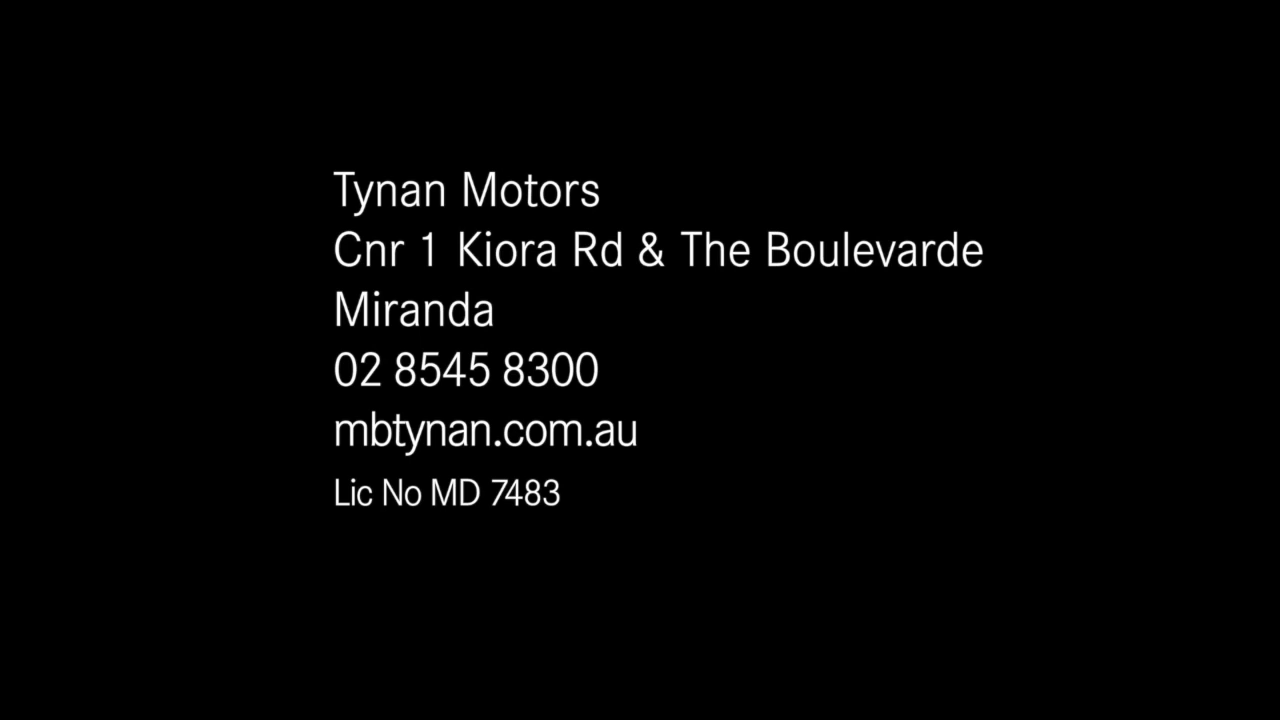 Tynan Motors
Cnr 1 Kiora Rd & The Boulevarde
Miranda
02 8545 8300
mbtynan.com.au
Lic No MD 7483